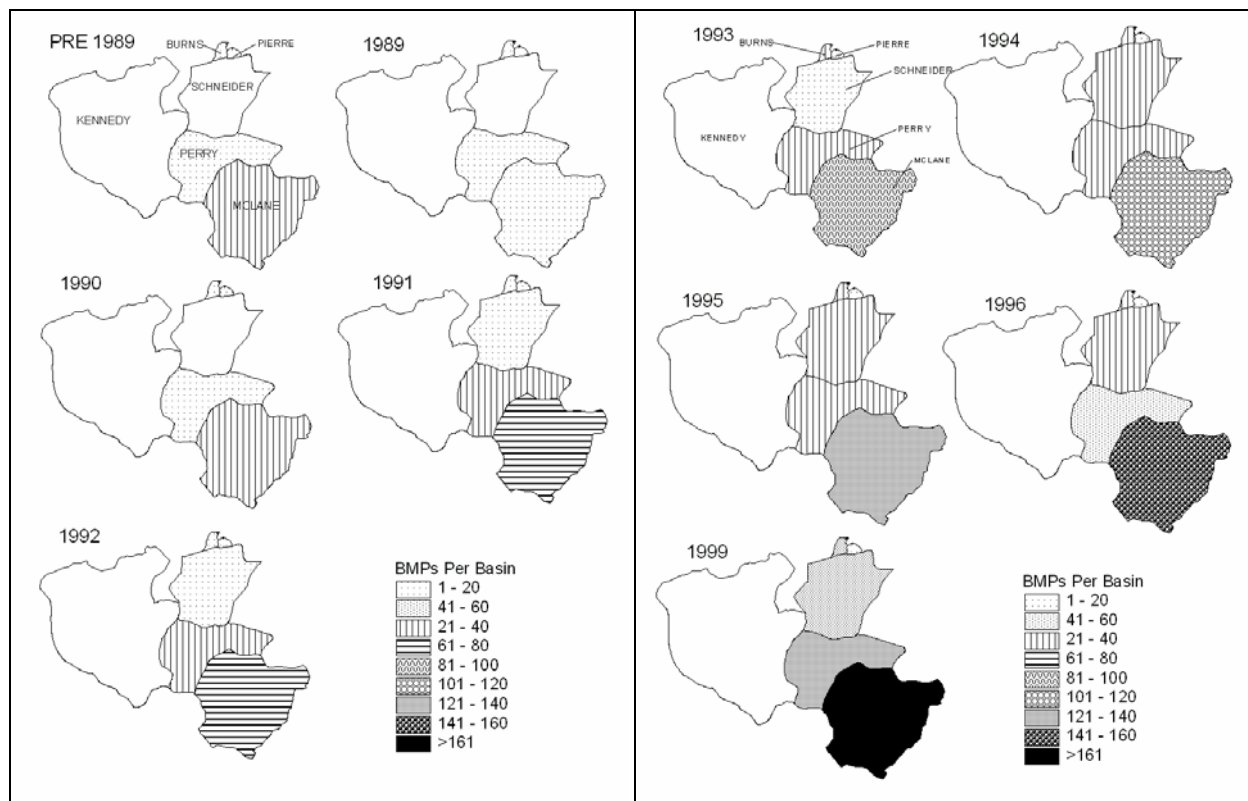 PRE 1989
BURNS
PIERRE
SCHNEIDER
KENNEDY
PERRY
MCLANE
1989
1990
1991
1992
BMPs Per Basin
1 - 20
41 - 60
21 - 40
61 - 80
81 - 100
101 - 120
121 - 140
141 - 160
>161
1993
BURNS
PIERRE
SCHNEIDER
KENNEDY
PERRY
MCLANE
1994
1995
1996
1999
BMPs Per Basin
1 - 20
41 - 60
21 - 40
61 - 80
81 - 100
101 - 120
121 - 140
141 - 160
>161